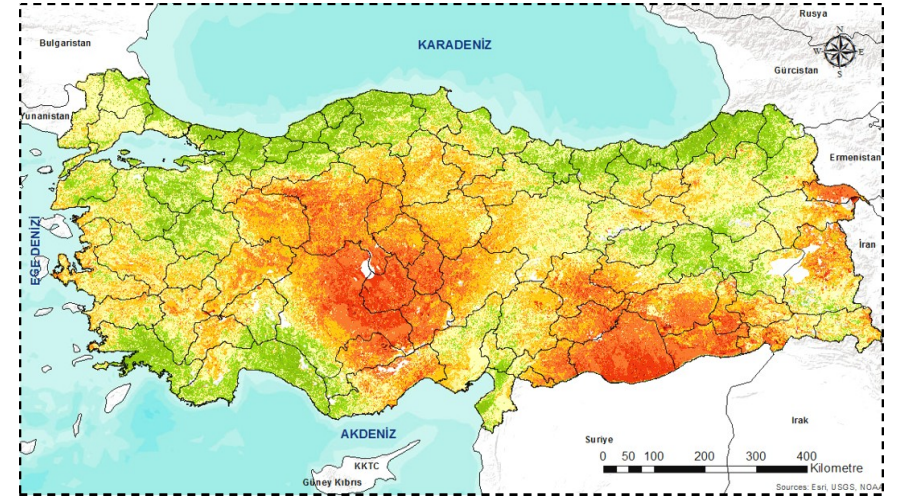 Rusya
Bulgaristan
KARADENİZ
N
W
E
S
Gürcistan
Yunanistan
Ermenistan
EGE DENİZİ
İran
Irak
AKDENİZ
Suriye
KKTC
Güney Kıbrıs
0 50 100 200 300 400
Kilometre
Sources: Esri, USGS, NOAA